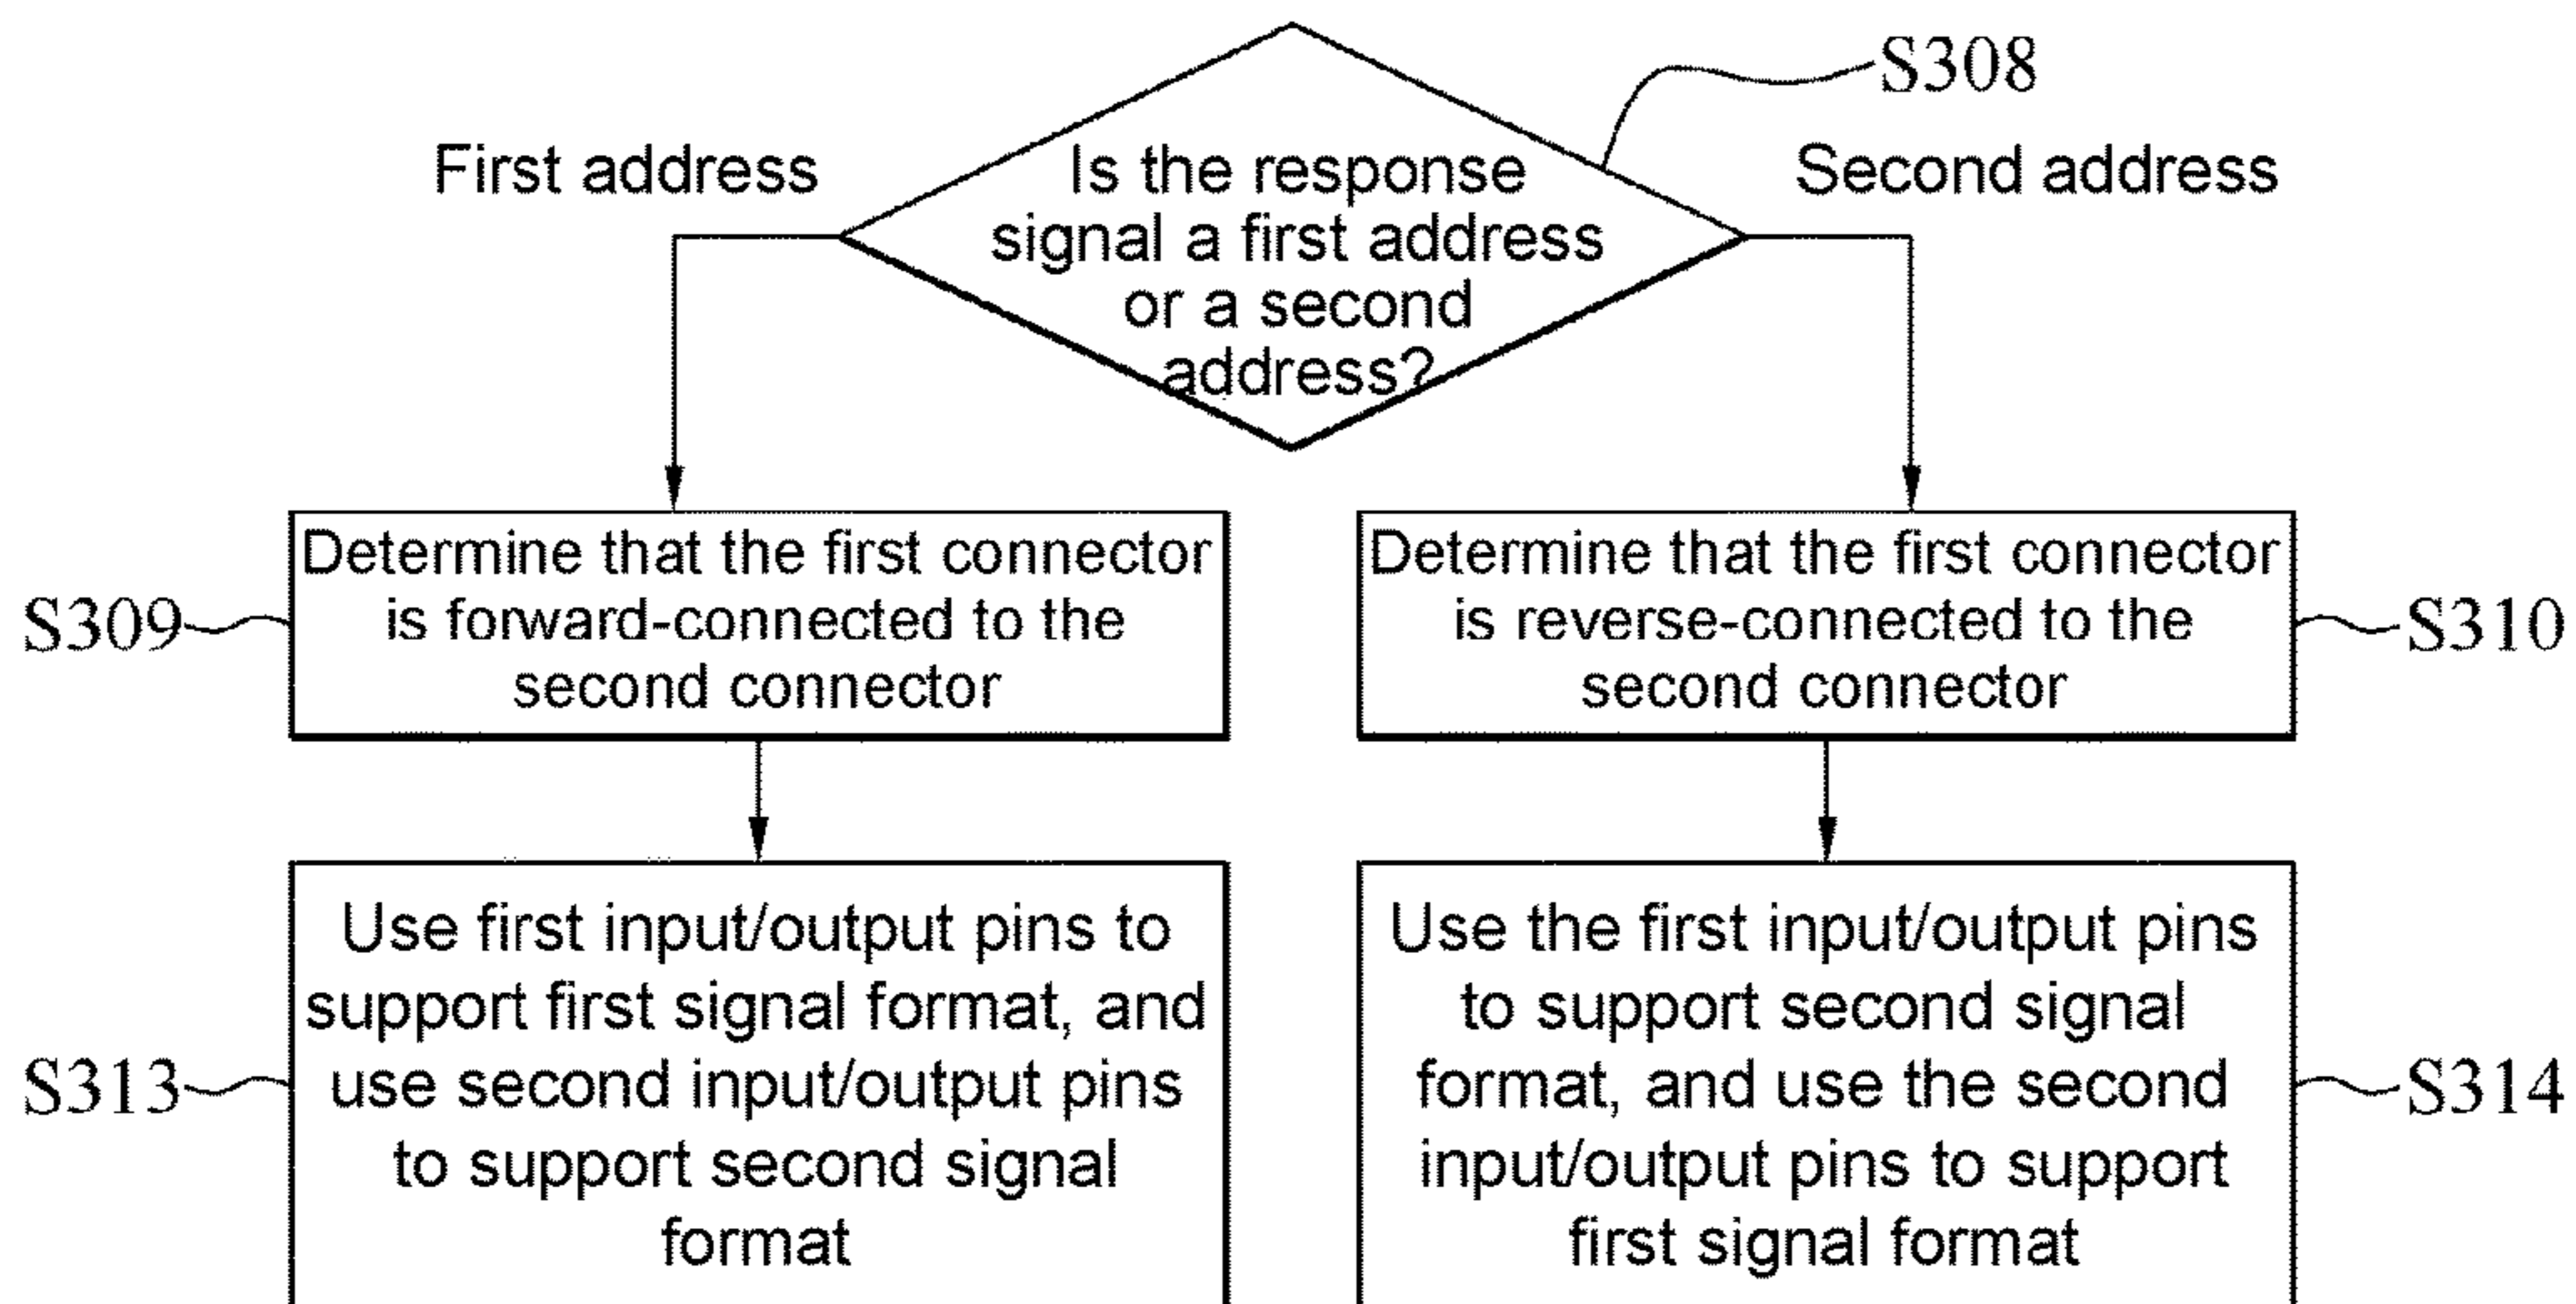 S308
First address
Second address
Is the response
signal a first address
or a second
address?
Determine that the first connector
is forward-connected to the
second connector
S309
Determine that the first connector
is reverse-connected to the
second connector
S310
Use first input/output pins to
support first signal format, and
use second input/output pins
to support second signal
format
S313
Use the first input/output pins
to support second signal
format, and use the second
input/output pins to support
first signal format
S314